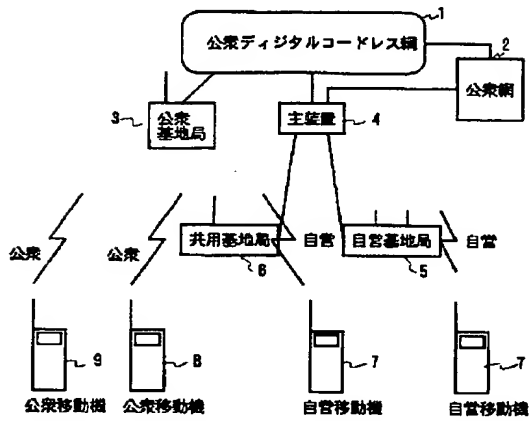 1
公衆ディジタルコードレス網
2
公衆網
3
公衆
基地局
主装置
4
公衆
公衆
共用基地局
自営
自営基地局
自営
6
5
9
8
7
7
公衆移動機
公衆移動機
自営移動機
自営移動機